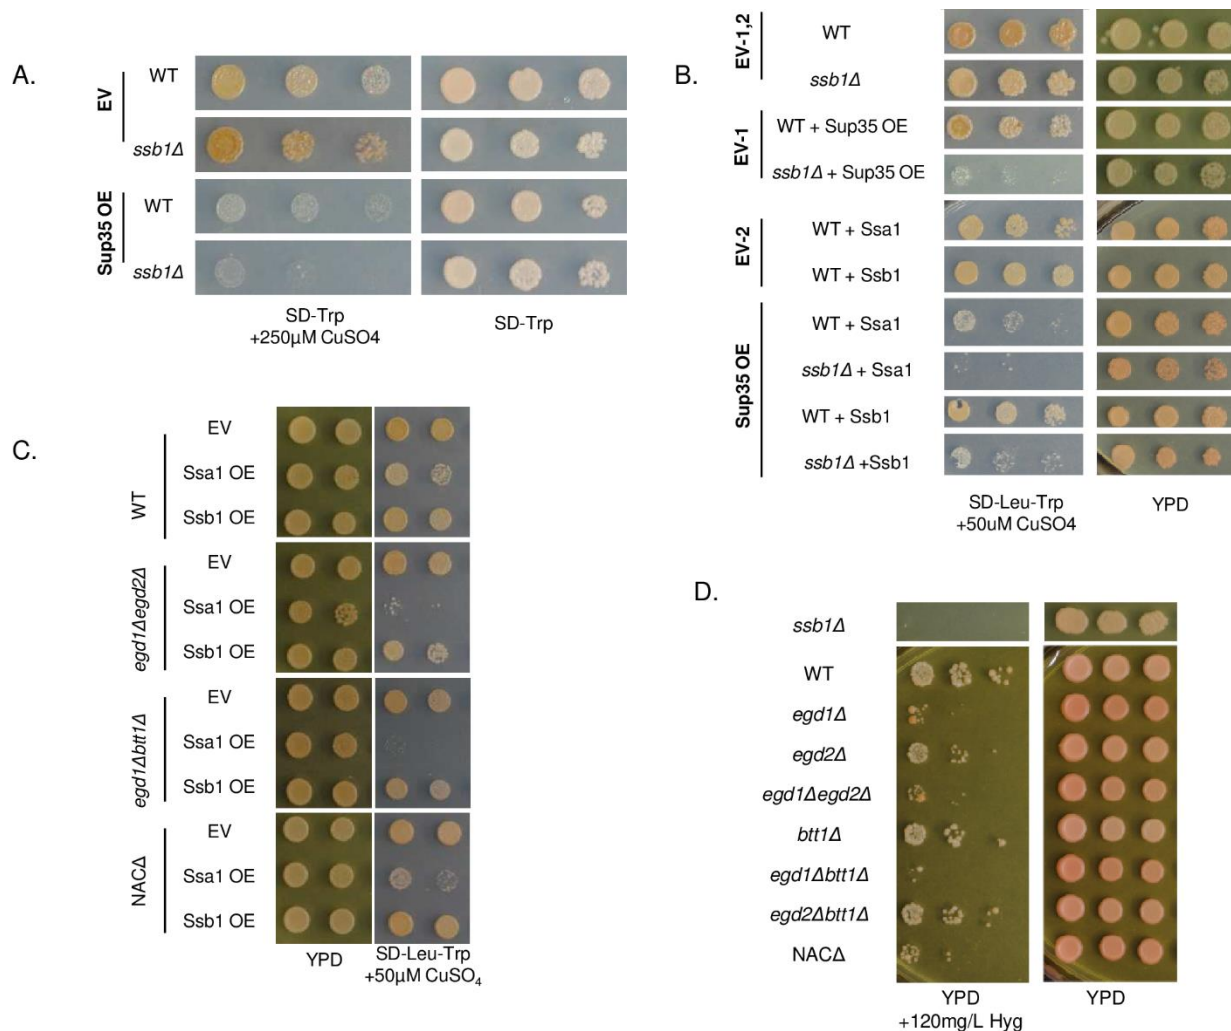 A.
EV
WT
ssb1Δ
Sup35 OE
WT
ssb1Δ
SD-Trp
+250µM CuSO4
SD-Trp
B.
EV-1,2
WT
ssb1Δ
EV-1
WT + Sup35 OE
ssb1Δ + Sup35 OE
EV-2
WT + Ssa1
WT + Ssb1
Sup35 OE
WT + Ssa1
ssb1Δ + Ssa1
WT + Ssb1
ssb1Δ +Ssb1
SD-Leu-Trp
+50uM CuSO4
YPD
C.
WT
EV
Ssa1 OE
Ssb1 OE
egd1Δegd2Δ
EV
Ssa1 OE
Ssb1 OE
egd1Δbtt1Δ
EV
Ssa1 OE
Ssb1 OE
NACΔ
EV
Ssa1 OE
Ssb1 OE
YPD
SD-Leu-Trp
+50µM CuSO₄
D.
ssb1Δ
WT
egd1Δ
egd2Δ
egd1Δegd2Δ
btt1Δ
egd1Δbtt1Δ
egd2Δbtt1Δ
NACΔ
YPD
+120mg/L Hyg
YPD